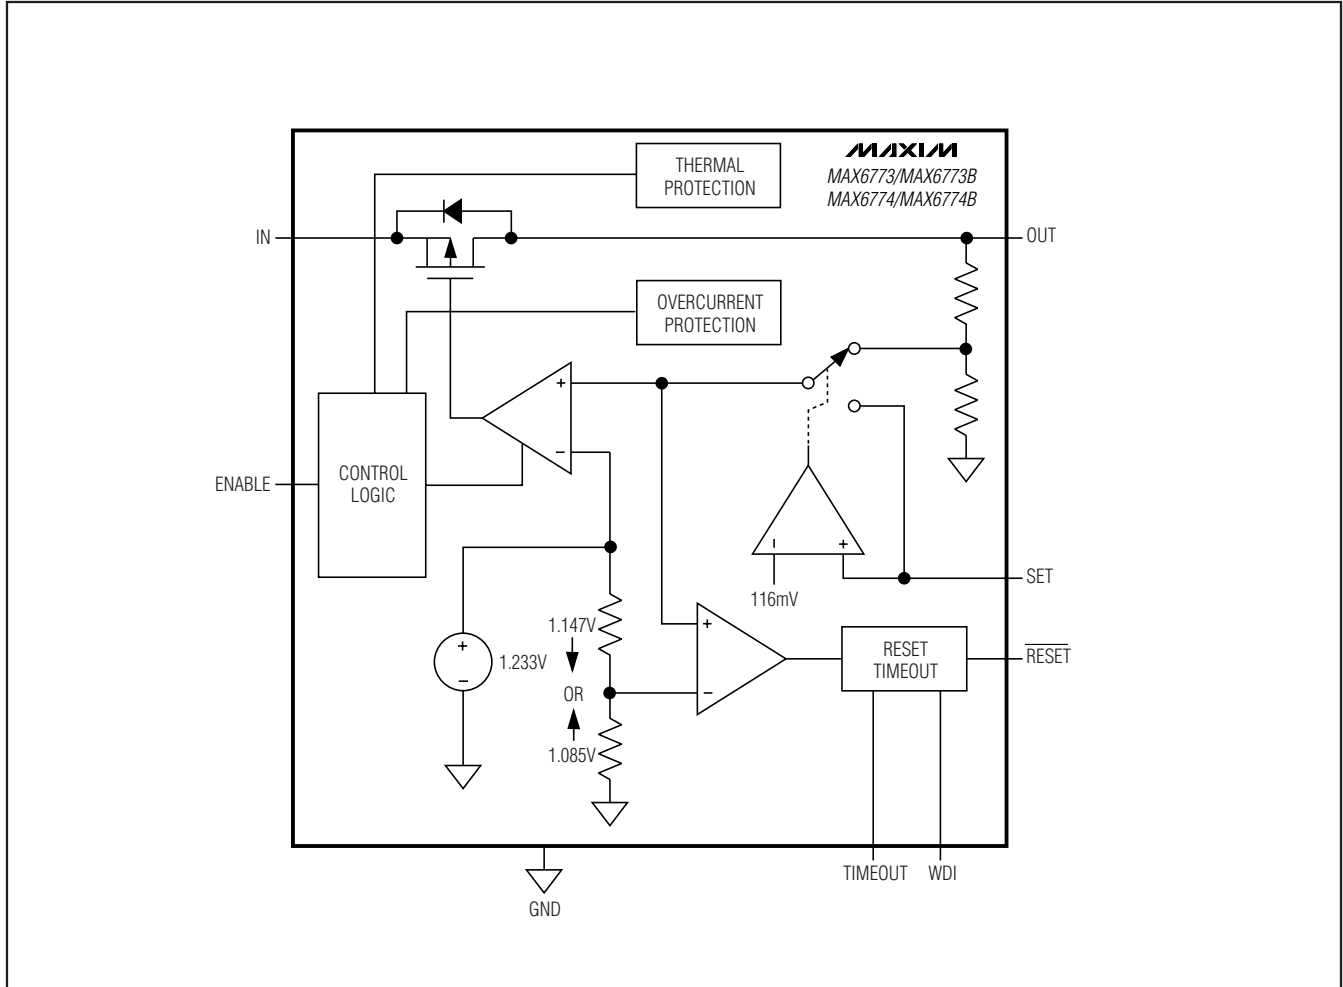 MAXIM
MAX6773/MAX6773B
MAX6774/MAX6774B
THERMAL
PROTECTION
IN
OUT
OVERCURRENT
PROTECTION
+
−
CONTROL
LOGIC
ENABLE
−
+
116mV
SET
1.147V
OR
1.085V
+
−
1.233V
+
−
RESET
TIMEOUT
RESET
TIMEOUT
WDI
GND